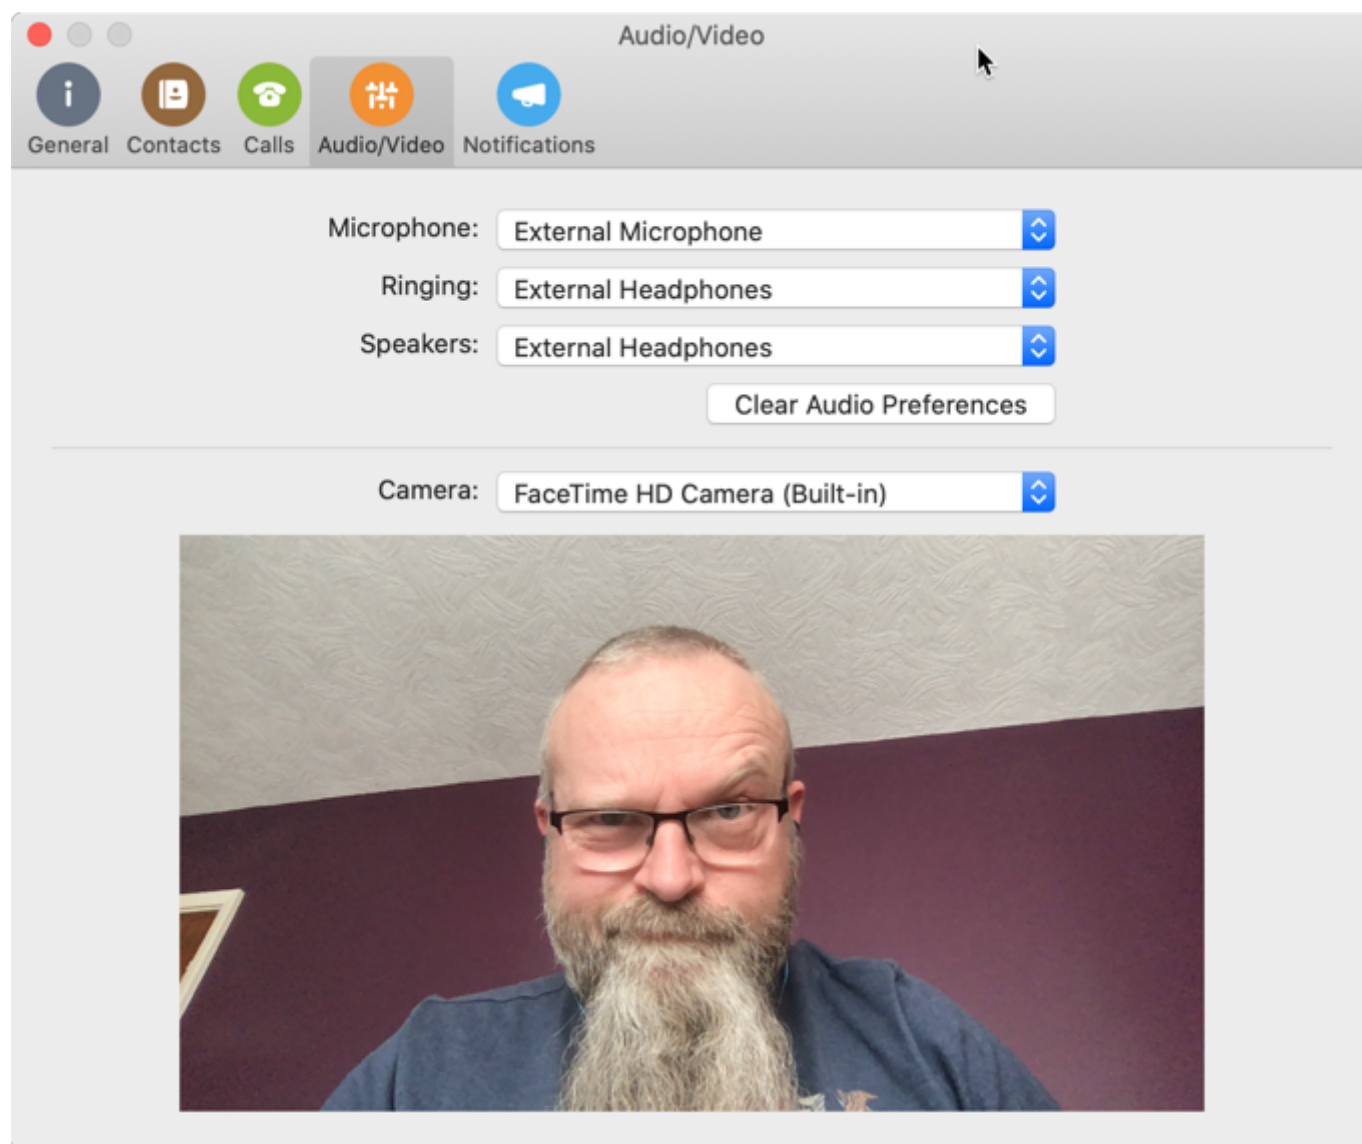 Audio/Video
General Contacts Calls Audio/Video Notifications
Microphone: External Microphone
Ringing: External Headphones
Speakers: External Headphones
Clear Audio Preferences
Camera: FaceTime HD Camera (Built-in)